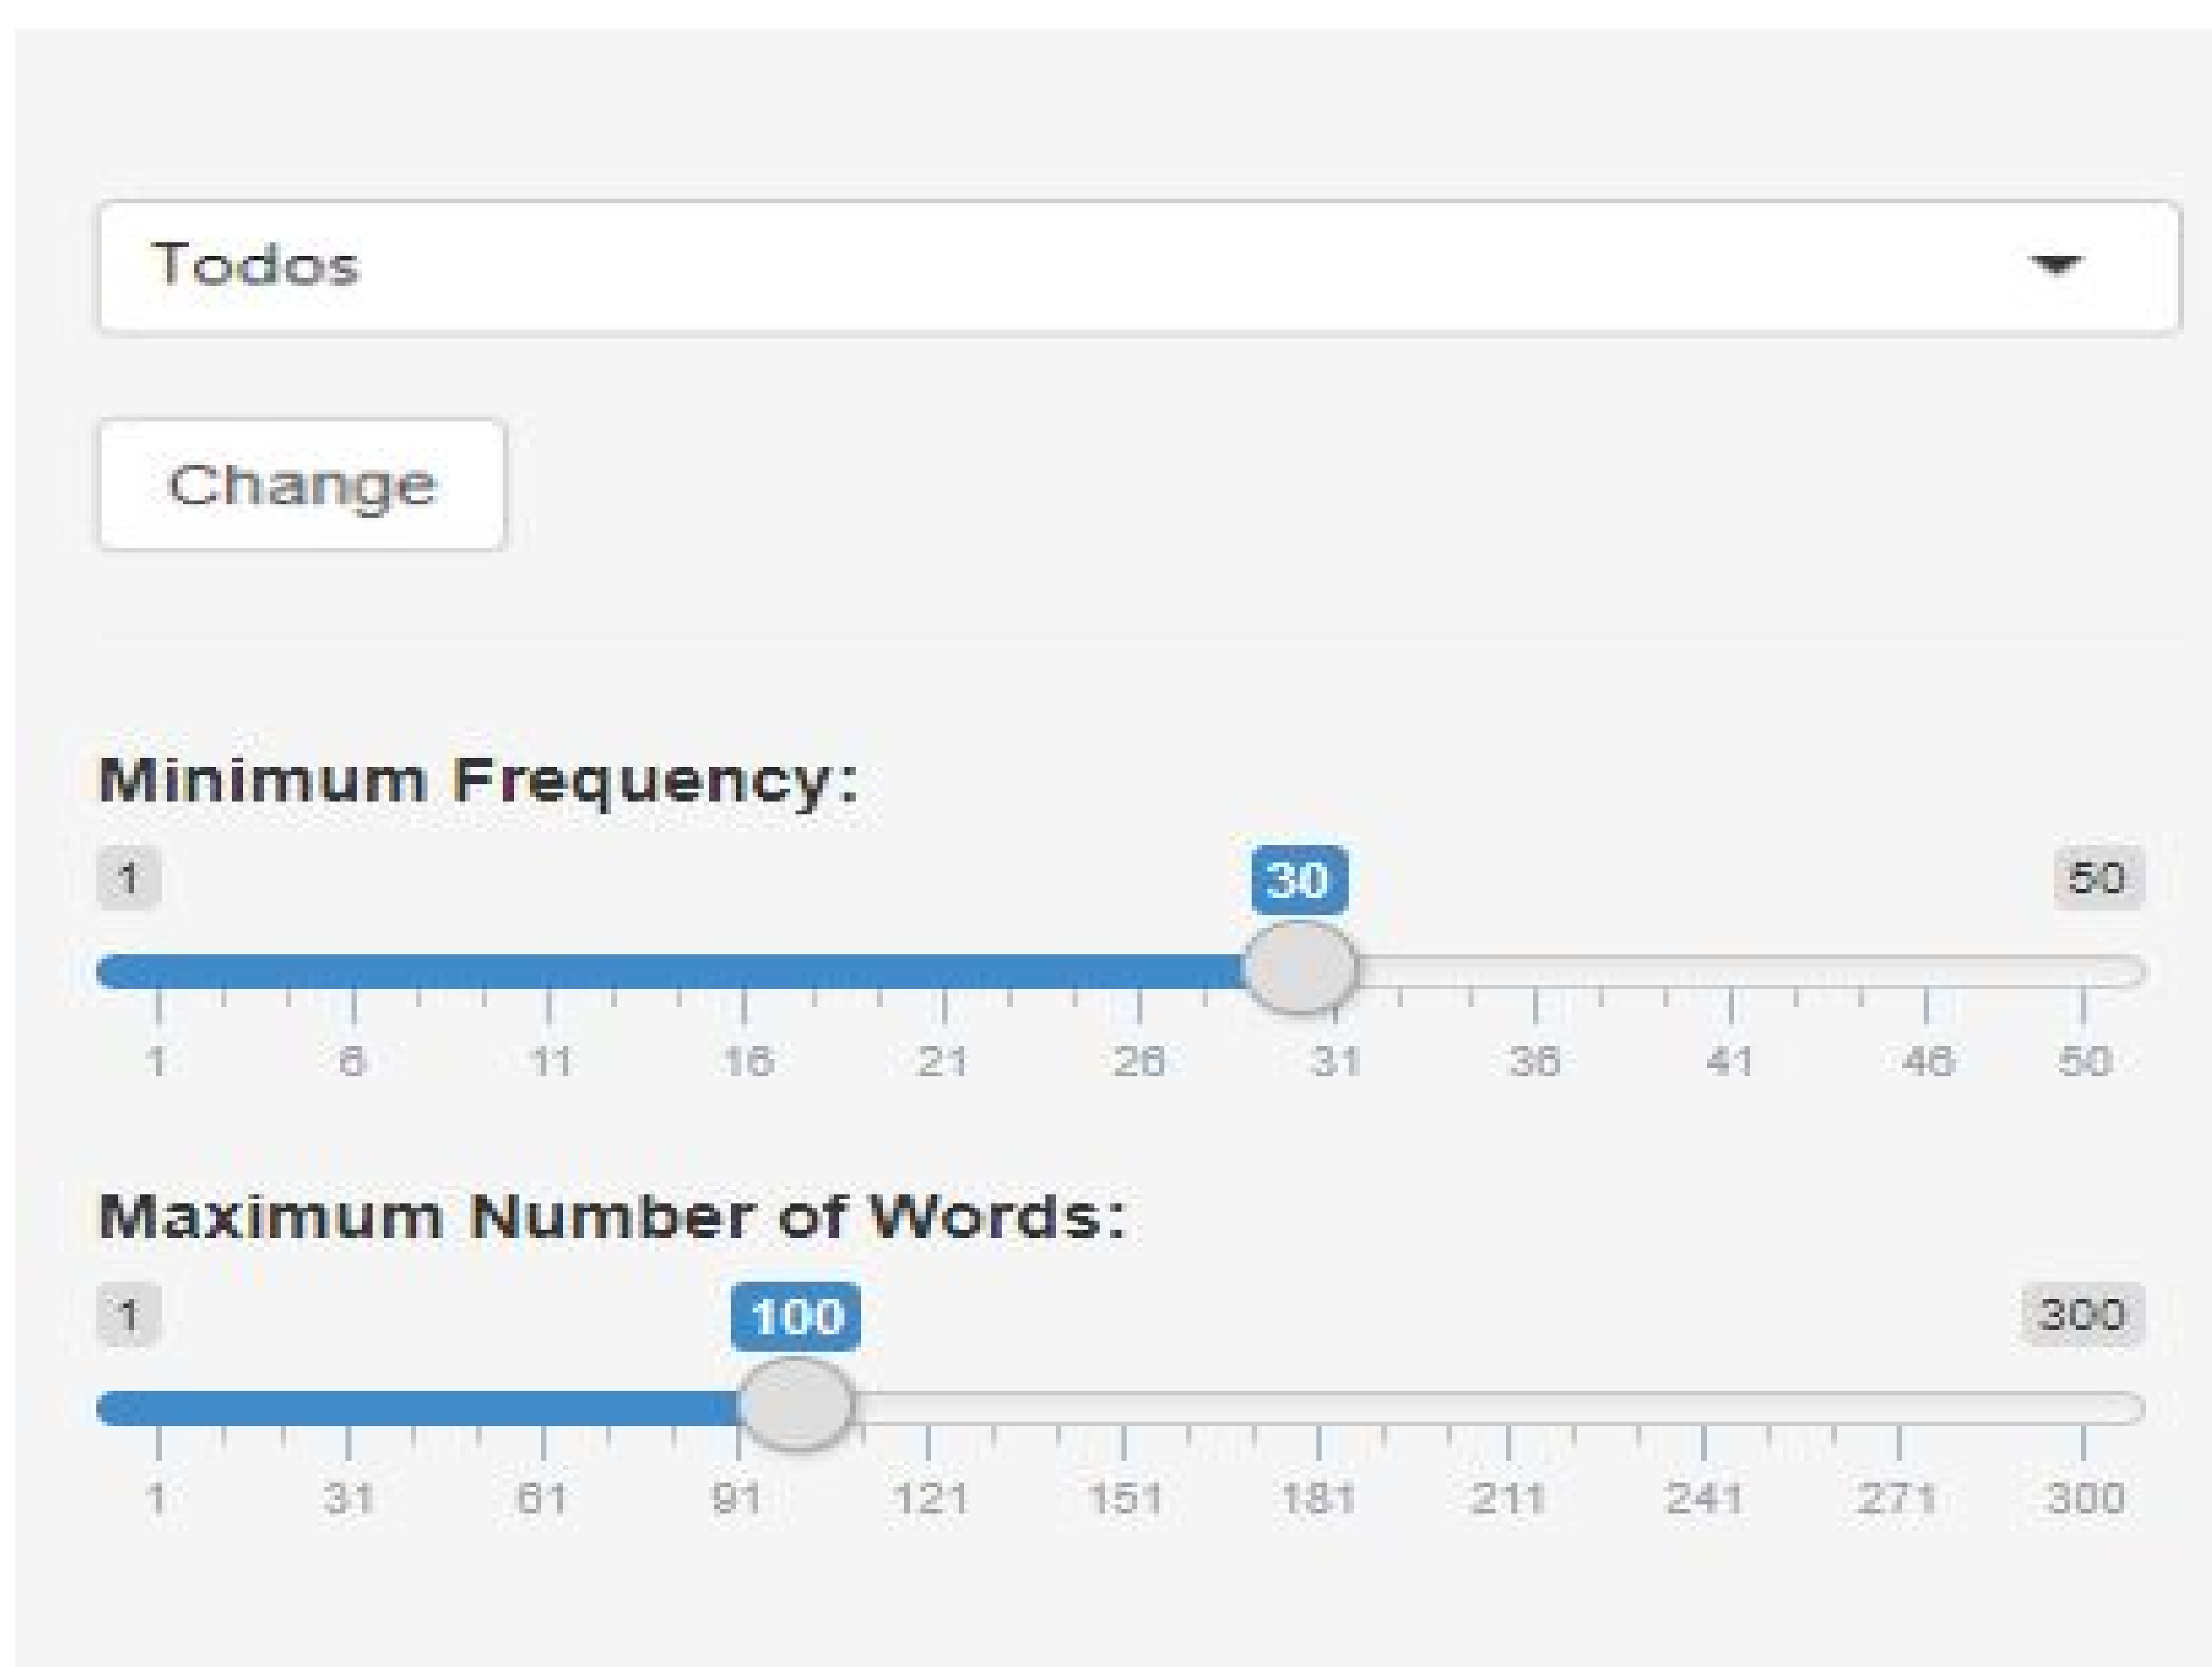 Todos
Change
Minimum Frequency:
1 30 50
1 6 11 16 21 26 31 36 41 46 50
Maximum Number of Words:
1 100 300
1 31 61 91 121 151 181 211 241 271 300